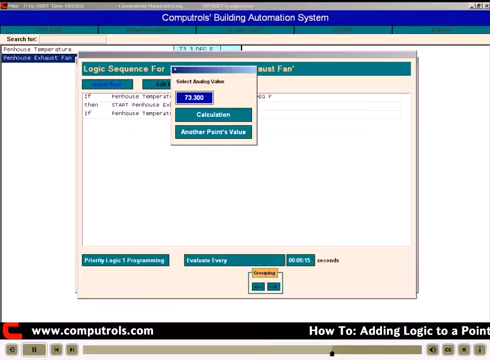 Computrols' Building Automation System
Search for:
Penhouse Temperature 73.3 DEG F
Penhouse Exhaust Fan
Logic Sequence For
aust Fan'
Select Analog Value
If Penhouse Temperat
EG F
73.300
then START Penhouse Ex
If Penhouse Temperat
Calculation
Another Point's Value
Priority Logic 1 Programming
Evaluate Every
00:00:15 seconds
Grouping
www.computrols.com
How To: Adding Logic to a Point